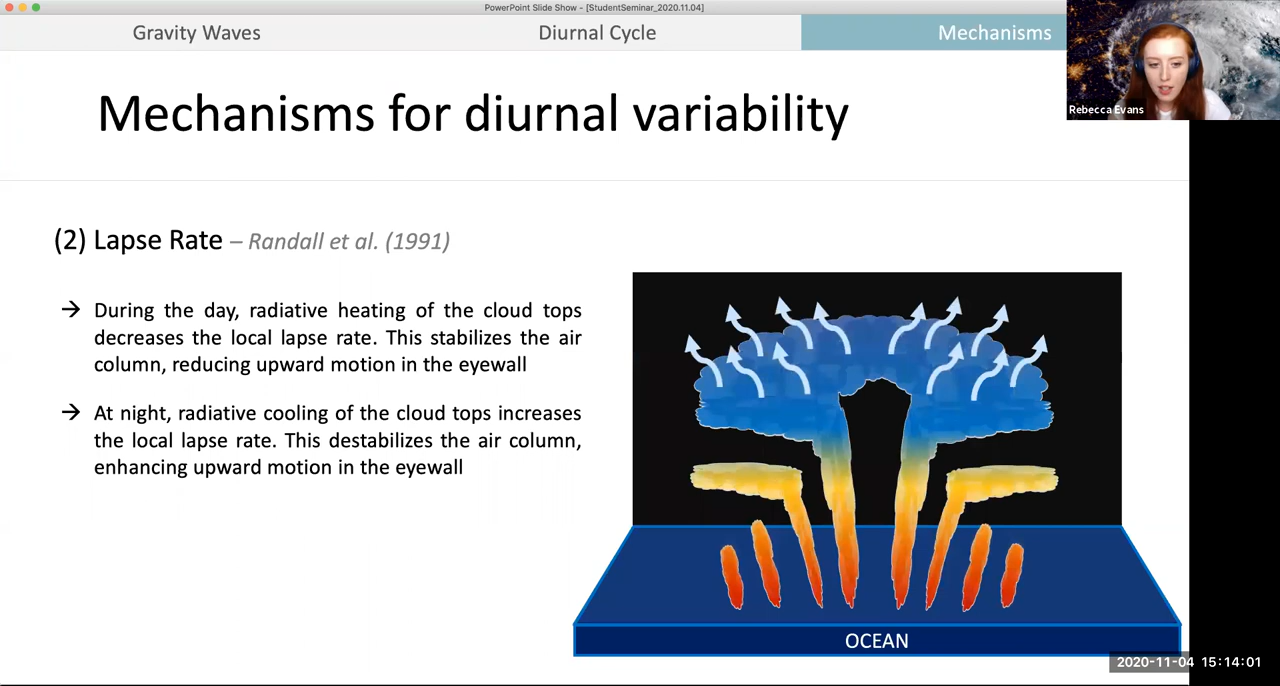 PowerPoint Slide Show - [StudentSeminar_2020.11.04]
Gravity Waves
Diurnal Cycle
Mechanisms
Rebecca Evans
Mechanisms for diurnal variability
(2) Lapse Rate – Randall et al. (1991)
→ During the day, radiative heating of the cloud tops
decreases the local lapse rate. This stabilizes the air
column, reducing upward motion in the eyewall
→ At night, radiative cooling of the cloud tops increases
the local lapse rate. This destabilizes the air column,
enhancing upward motion in the eyewall
OCEAN
2020-11-04 15:14:01